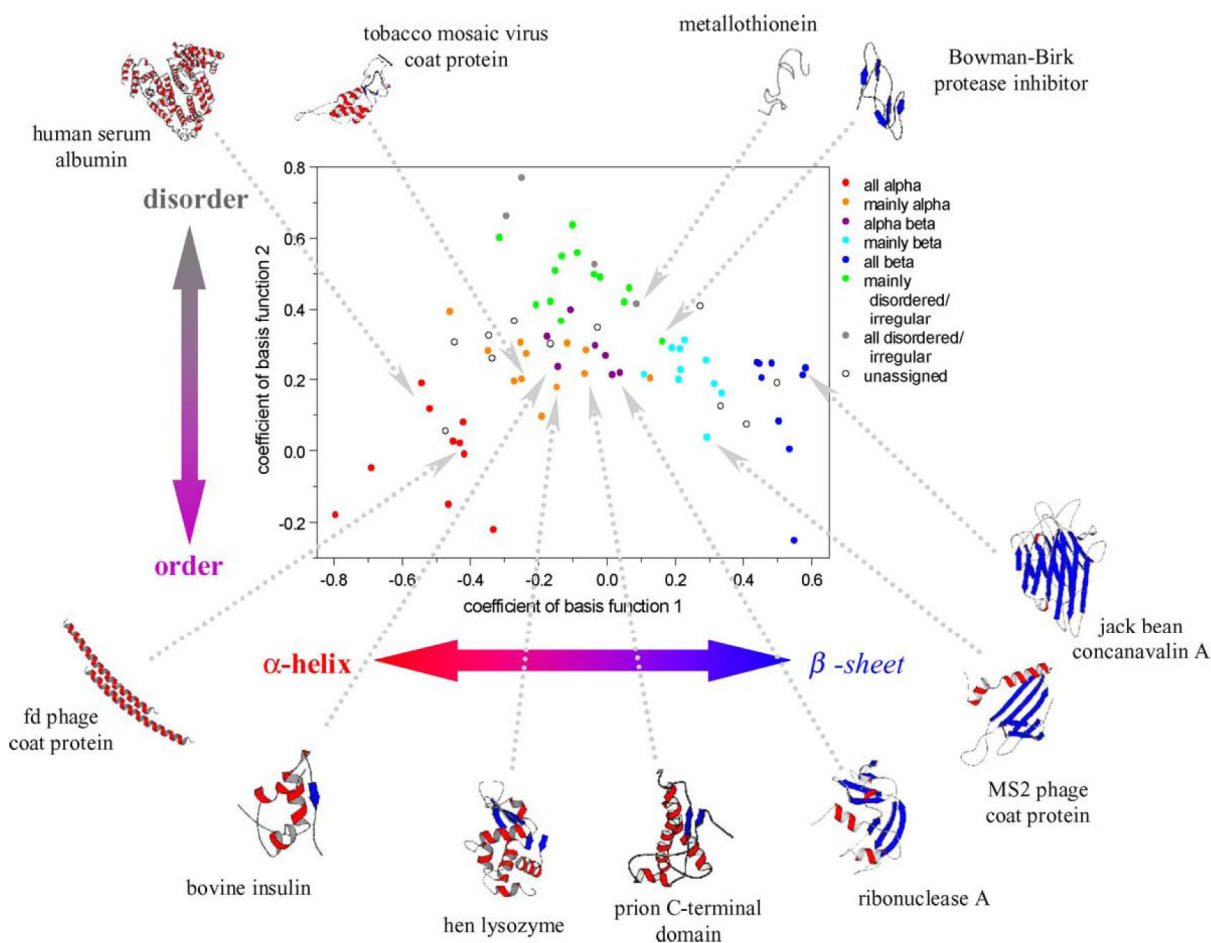 tobacco mosaic virus
coat protein
metallothionein
Bowman-Birk
protease inhibitor
human serum
albumin
disorder
order
0.8
0.6
0.4
0.2
0.0
-0.2
coefficient of basis function 2
-0.8
-0.6
-0.4
-0.2
0.0
0.2
0.4
0.6
coefficient of basis function 1
all alpha
mainly alpha
alpha beta
mainly beta
all beta
mainly
disordered/
irregular
all disordered/
irregular
unassigned
α-helix
β -sheet
jack bean
concanavalin A
fd phage
coat protein
MS2 phage
coat protein
bovine insulin
hen lysozyme
prion C-terminal
domain
ribonuclease A